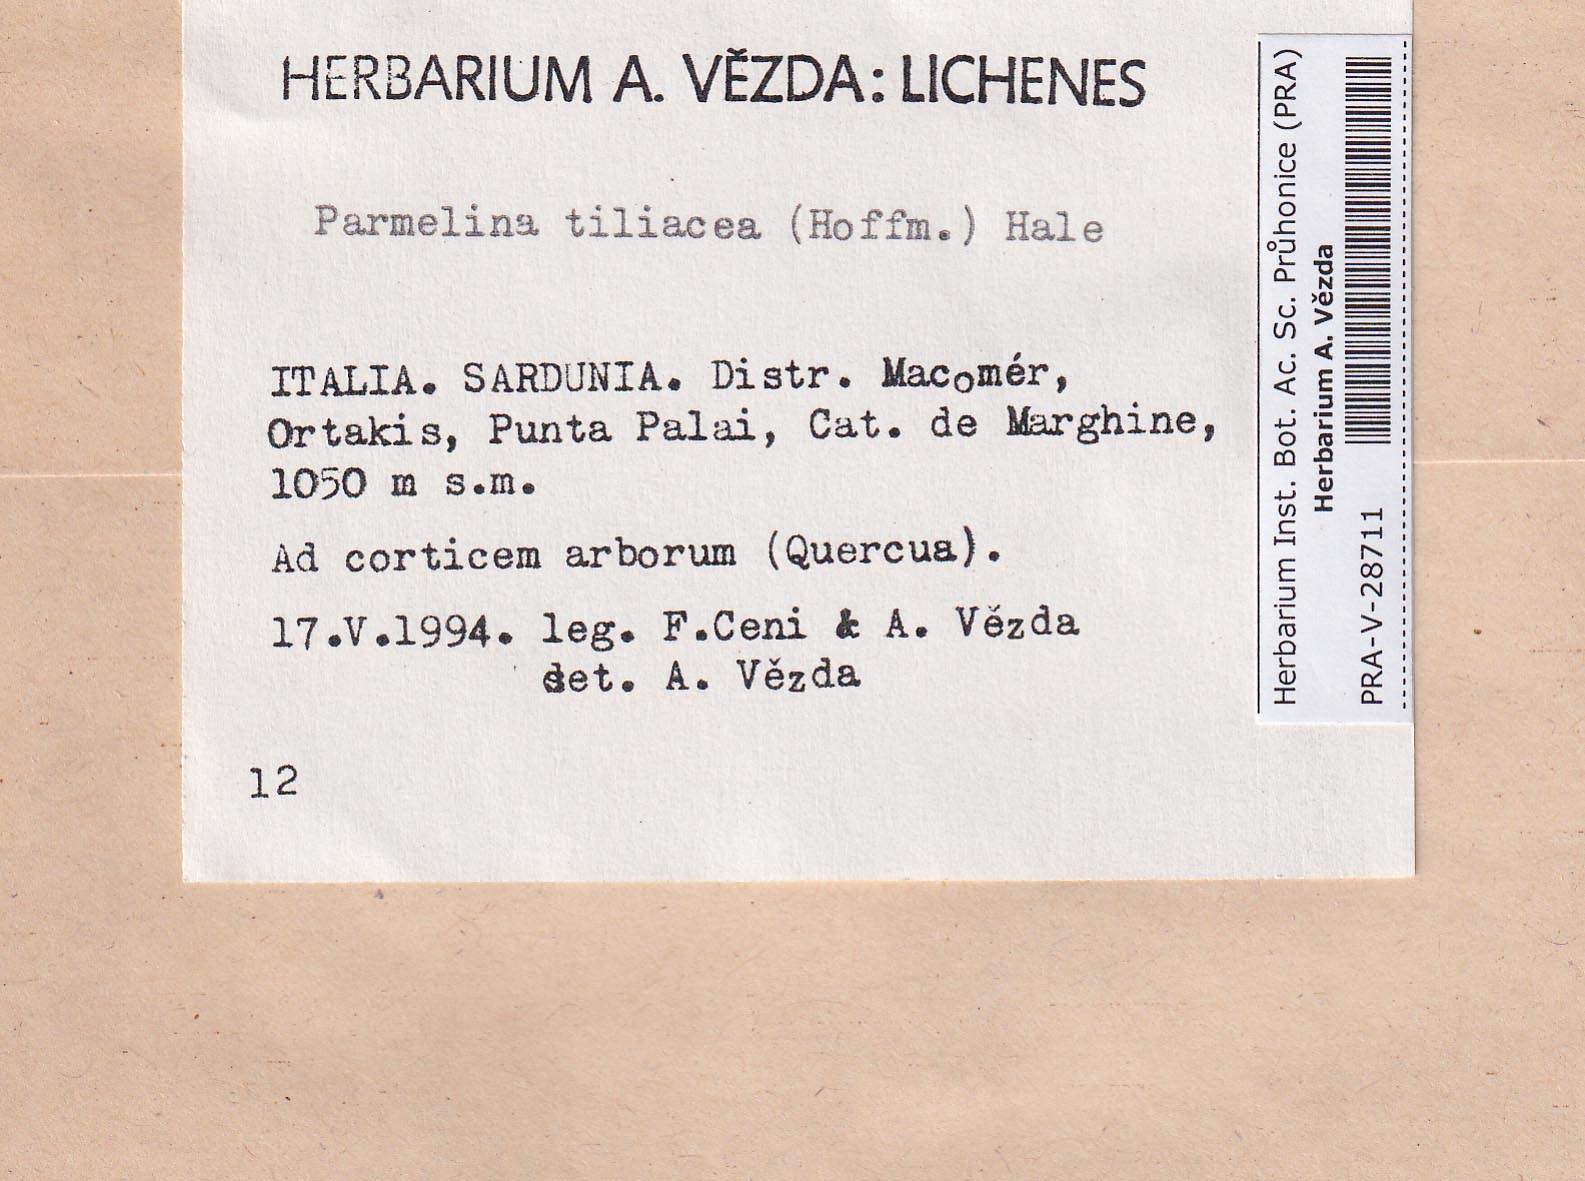 HERBARIUM A. VĚZDA: LICHENES
Parmelina tiliacea (Hoffm.) Hale
ITALIA. SARDUNIA. Distr. Macomér,
Ortakis, Punta Palai, Cat. de Marghine,
1050 m s.m.
Ad corticem arborum (Quercua).
17.V.1994. leg. F.Ceni & A. Vězda
det. A. Vězda
12
Herbarium Inst. Bot. Ac. Sc. Průhonice (PRA)
Herbarium A. Vězda
PRA-V-28711